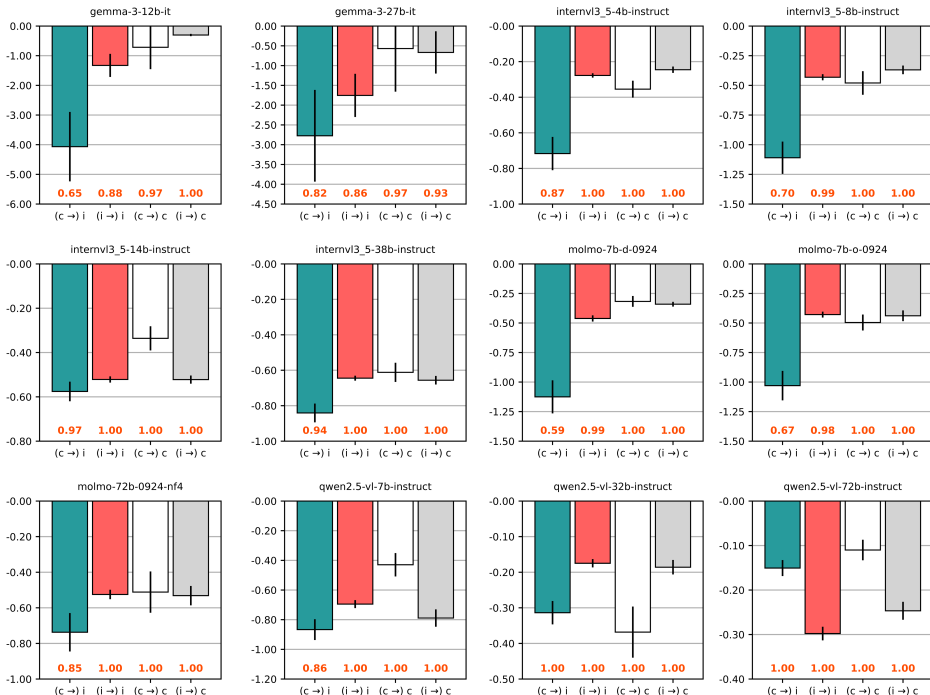 gemma-3-12b-it
0.00
-1.00
-2.00
-3.00
-4.00
-5.00
-6.00
0.65 0.88 0.97 1.00
(c →) i (i →) i (c →) c (i →) c
gemma-3-27b-it
0.00
-0.50
-1.00
-1.50
-2.00
-2.50
-3.00
-3.50
-4.00
-4.50
0.82 0.86 0.97 0.93
(c →) i (i →) i (c →) c (i →) c
internvl3_5-4b-instruct
0.00
-0.20
-0.40
-0.60
-0.80
-1.00
0.87 1.00 1.00 1.00
(c →) i (i →) i (c →) c (i →) c
internvl3_5-8b-instruct
0.00
-0.25
-0.50
-0.75
-1.00
-1.25
-1.50
0.70 0.99 1.00 1.00
(c →) i (i →) i (c →) c (i →) c
internvl3_5-14b-instruct
-0.00
-0.20
-0.40
-0.60
-0.80
0.97 1.00 1.00 1.00
(c →) i (i →) i (c →) c (i →) c
internvl3_5-38b-instruct
-0.00
-0.20
-0.40
-0.60
-0.80
-1.00
0.94 1.00 1.00 1.00
(c →) i (i →) i (c →) c (i →) c
molmo-7b-d-0924
-0.00
-0.25
-0.50
-0.75
-1.00
-1.25
-1.50
0.59 0.99 1.00 1.00
(c →) i (i →) i (c →) c (i →) c
molmo-7b-o-0924
-0.00
-0.25
-0.50
-0.75
-1.00
-1.25
-1.50
0.67 0.98 1.00 1.00
(c →) i (i →) i (c →) c (i →) c
molmo-72b-0924-nf4
-0.00
-0.20
-0.40
-0.60
-0.80
-1.00
0.85 1.00 1.00 1.00
(c →) i (i →) i (c →) c (i →) c
qwen2.5-vl-7b-instruct
-0.00
-0.20
-0.40
-0.60
-0.80
-1.00
-1.20
0.86 1.00 1.00 1.00
(c →) i (i →) i (c →) c (i →) c
qwen2.5-vl-32b-instruct
-0.00
-0.10
-0.20
-0.30
-0.40
-0.50
1.00 1.00 1.00 1.00
(c →) i (i →) i (c →) c (i →) c
qwen2.5-vl-72b-instruct
-0.00
-0.10
-0.20
-0.30
-0.40
1.00 1.00 1.00 1.00
(c →) i (i →) i (c →) c (i →) c